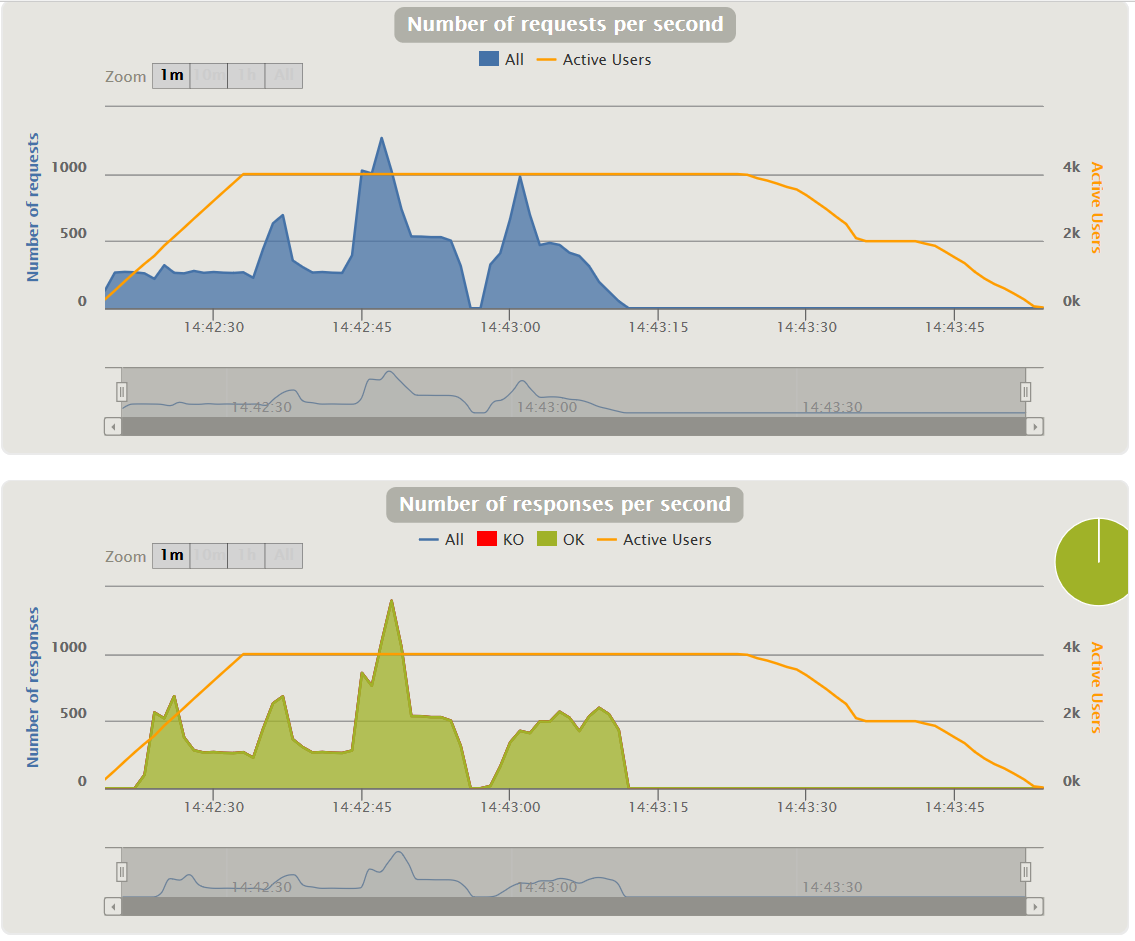 Number of requests per second
All Active Users
Zoom 1m 10m 1h All
Number of requests
1000
500
0
4k
2k
0k
Active Users
14:42:30 14:42:45 14:43:00 14:43:15 14:43:30 14:43:45
14:42:30 14:43:00 14:43:30
Number of responses per second
All KO OK Active Users
Zoom 1m 10m 1h All
Number of responses
1000
500
0
4k
2k
0k
Active Users
14:42:30 14:42:45 14:43:00 14:43:15 14:43:30 14:43:45
14:42:30 14:43:00 14:43:30